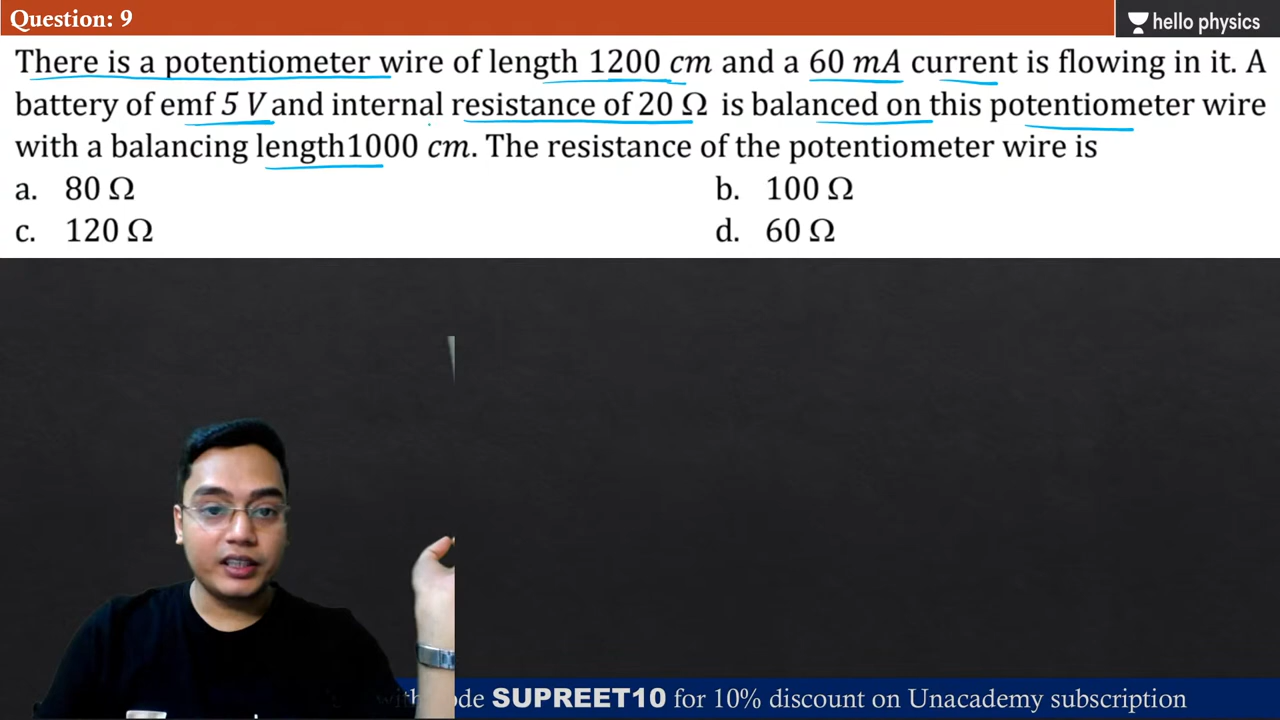 Question: 9
hello physics
There is a potentiometer wire of length 1200 cm and a 60 mA current is flowing in it. A
battery of emf 5 V and internal resistance of 20 Ω is balanced on this potentiometer wire
with a balancing length1000 cm. The resistance of the potentiometer wire is
a. 80 Ω
b. 100 Ω
c. 120 Ω
d. 60 Ω
SUPREET10 for 10% discount on Unacademy subscription